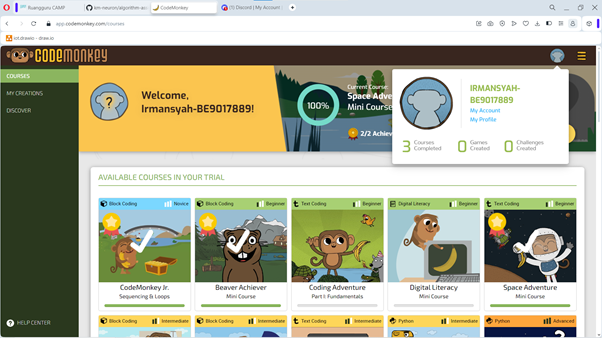 Ruangguru CAMP
km-neuron/algorithm-ac
CodeMonkey
(1) Discord | My Account
app.codemonkey.com/courses
iot.drawio - draw.io
CODEMONKEY
COURSES
MY CREATIONS
DISCOVER
HELP CENTER
Welcome,
Irmansyah-BE9017889!
100%
Current Course:
Space Adve
Mini Course
2/2 Achiev
IRMANSYAH-
BE9017889
My Account
My Profile
3 Courses Completed
0 Games Created
0 Challenges Created
AVAILABLE COURSES IN YOUR TRIAL
Block Coding Novice
CodeMonkey Jr.
Sequencing & Loops
Block Coding Beginner
Beaver Achiever
Mini Course
Text Coding Beginner
Coding Adventure
Part I: Fundamentals
Digital Literacy Beginner
Digital Literacy
Mini Course
Text Coding Beginner
Space Adventure
Mini Course
Block Coding Intermediate
Block Coding Intermediate
Text Coding Intermediate
Python Intermediate
Python Advanced